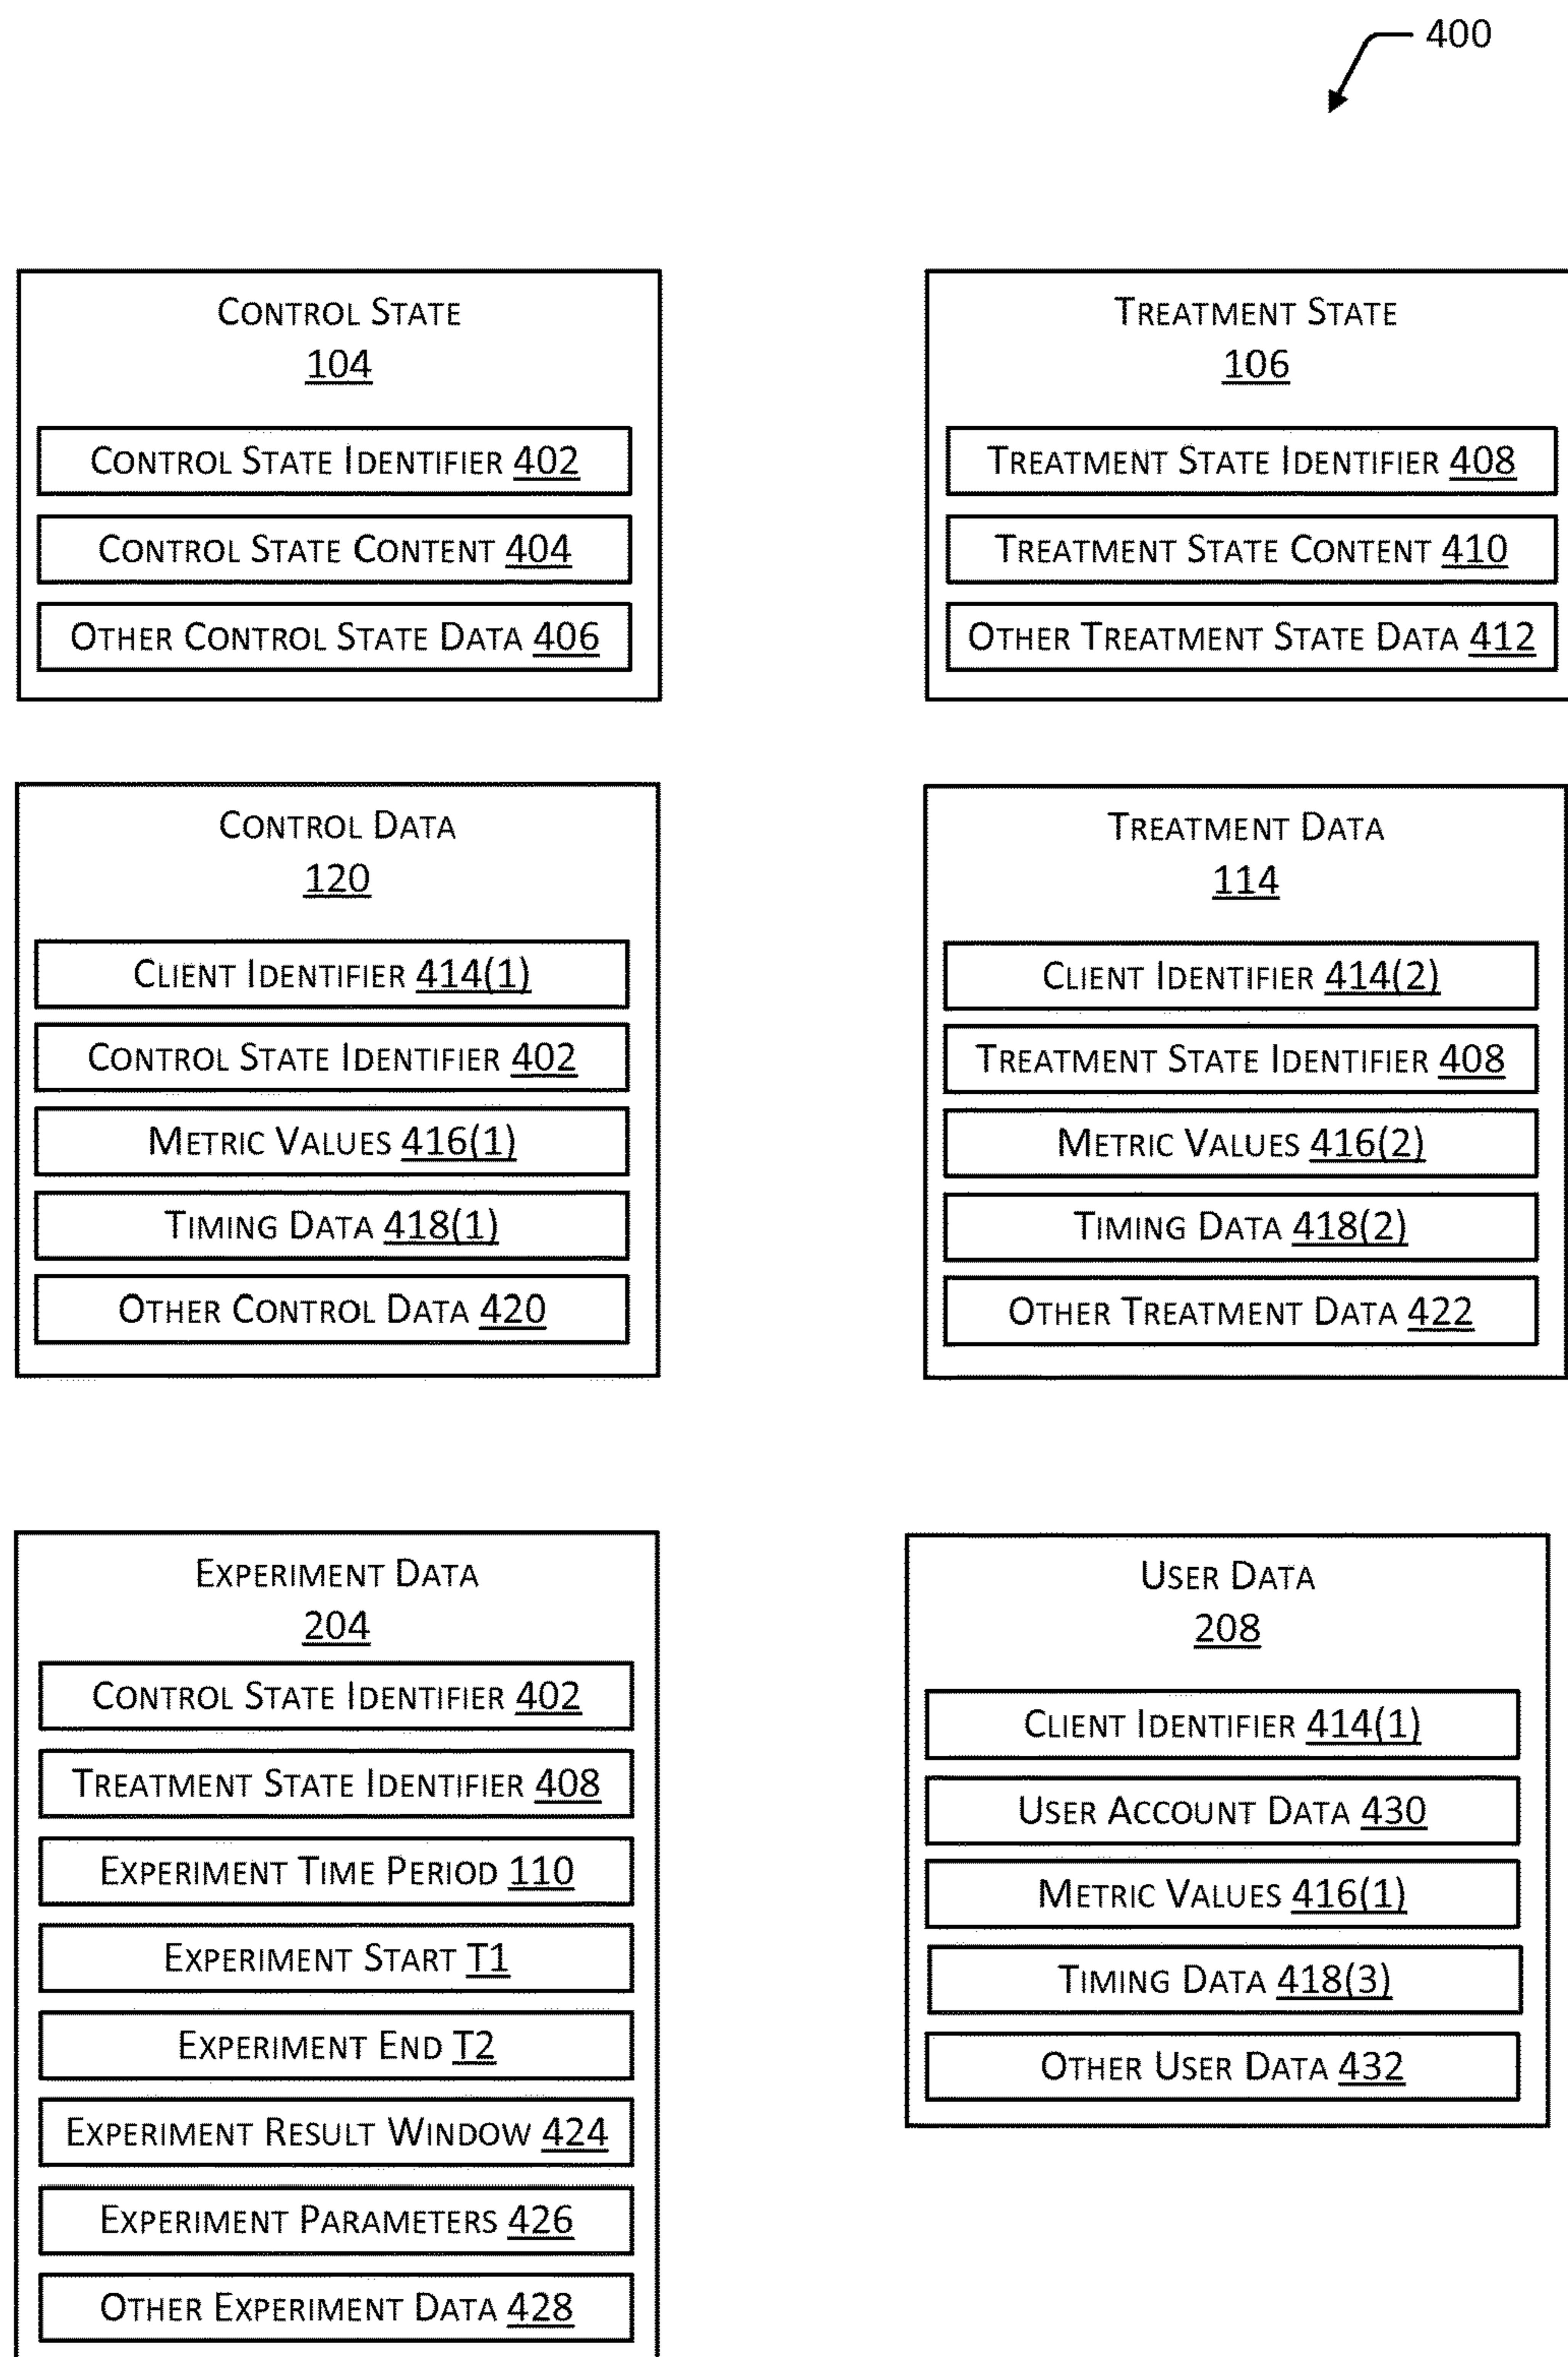 400
CONTROL STATE
104
CONTROL STATE IDENTIFIER 402
CONTROL STATE CONTENT 404
OTHER CONTROL STATE DATA 406
TREATMENT STATE
106
TREATMENT STATE IDENTIFIER 408
TREATMENT STATE CONTENT 410
OTHER TREATMENT STATE DATA 412
CONTROL DATA
120
CLIENT IDENTIFIER 414(1)
CONTROL STATE IDENTIFIER 402
METRIC VALUES 416(1)
TIMING DATA 418(1)
OTHER CONTROL DATA 420
TREATMENT DATA
114
CLIENT IDENTIFIER 414(2)
TREATMENT STATE IDENTIFIER 408
METRIC VALUES 416(2)
TIMING DATA 418(2)
OTHER TREATMENT DATA 422
EXPERIMENT DATA
204
CONTROL STATE IDENTIFIER 402
TREATMENT STATE IDENTIFIER 408
EXPERIMENT TIME PERIOD 110
EXPERIMENT START T1
EXPERIMENT END T2
EXPERIMENT RESULT WINDOW 424
EXPERIMENT PARAMETERS 426
OTHER EXPERIMENT DATA 428
USER DATA
208
CLIENT IDENTIFIER 414(1)
USER ACCOUNT DATA 430
METRIC VALUES 416(1)
TIMING DATA 418(3)
OTHER USER DATA 432